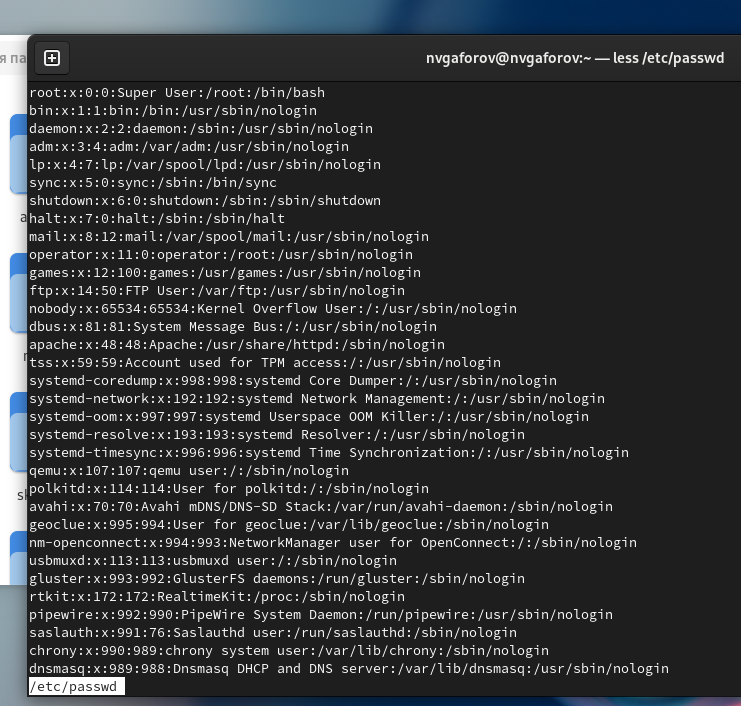 я па
nvgaforov@nvgaforov:~ — less /etc/passwd
root:x:0:0:Super User:/root:/bin/bash
bin:x:1:1:bin:/bin:/usr/sbin/nologin
daemon:x:2:2:daemon:/sbin:/usr/sbin/nologin
adm:x:3:4:adm:/var/adm:/usr/sbin/nologin
lp:x:4:7:lp:/var/spool/lpd:/usr/sbin/nologin
sync:x:5:0:sync:/sbin:/bin/sync
shutdown:x:6:0:shutdown:/sbin:/sbin/shutdown
halt:x:7:0:halt:/sbin:/sbin/halt
mail:x:8:12:mail:/var/spool/mail:/usr/sbin/nologin
operator:x:11:0:operator:/root:/usr/sbin/nologin
games:x:12:100:games:/usr/games:/usr/sbin/nologin
ftp:x:14:50:FTP User:/var/ftp:/usr/sbin/nologin
nobody:x:65534:65534:Kernel Overflow User:/:/usr/sbin/nologin
dbus:x:81:81:System Message Bus:/:/usr/sbin/nologin
apache:x:48:48:Apache:/usr/share/httpd:/sbin/nologin
tss:x:59:59:Account used for TPM access:/:/usr/sbin/nologin
systemd-coredump:x:998:998:systemd Core Dumper:/:/usr/sbin/nologin
systemd-network:x:192:192:systemd Network Management:/:/usr/sbin/nologin
systemd-oom:x:997:997:systemd Userspace OOM Killer:/:/usr/sbin/nologin
systemd-resolve:x:193:193:systemd Resolver:/:/usr/sbin/nologin
systemd-timesync:x:996:996:systemd Time Synchronization:/:/usr/sbin/nologin
qemu:x:107:107:qemu user:/:/sbin/nologin
polkitd:x:114:114:User for polkitd:/:/sbin/nologin
avahi:x:70:70:Avahi mDNS/DNS-SD Stack:/var/run/avahi-daemon:/sbin/nologin
geoclue:x:995:994:User for geoclue:/var/lib/geoclue:/sbin/nologin
nm-openconnect:x:994:993:NetworkManager user for OpenConnect:/:/sbin/nologin
usbmuxd:x:113:113:usbmuxd user:/:/sbin/nologin
gluster:x:993:992:GlusterFS daemons:/run/gluster:/sbin/nologin
rtkit:x:172:172:RealtimeKit:/proc:/sbin/nologin
pipewire:x:992:990:PipeWire System Daemon:/run/pipewire:/usr/sbin/nologin
saslauth:x:991:76:Saslauthd user:/run/saslauthd:/sbin/nologin
chrony:x:990:989:chrony system user:/var/lib/chrony:/sbin/nologin
dnsmasq:x:989:988:Dnsmasq DHCP and DNS server:/var/lib/dnsmasq:/usr/sbin/nologin
/etc/passwd